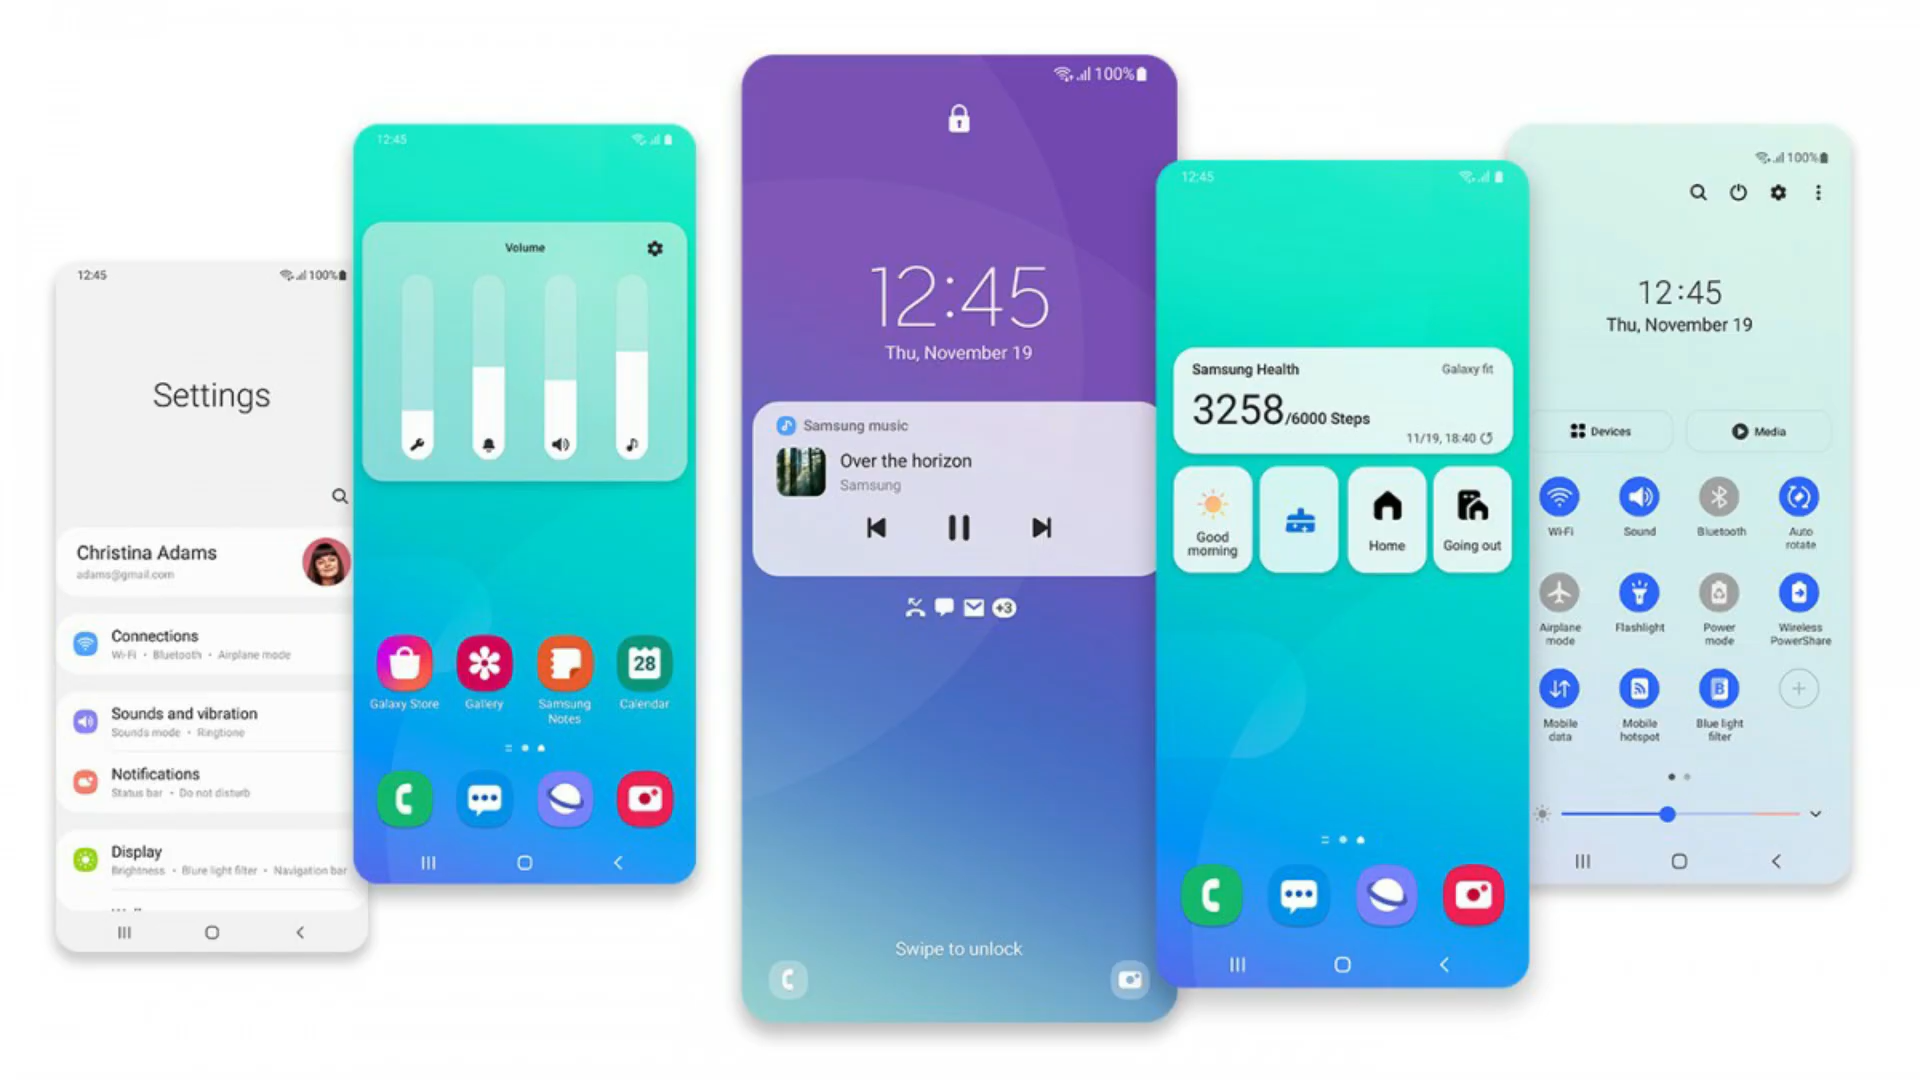 12:45
100%
Settings
Christina Adams
adams@gmail.com
Connections
Wi-Fi • Bluetooth • Airplane mode
Sounds and vibration
Sounds mode • Ringtone
Notifications
Status bar • Do not disturb
Display
Brightness • Blure light filter • Navigation bar
12:45
Volume
Galaxy Store
Gallery
Samsung
Notes
28
Calendar
100%
12:45
Thu, November 19
Samsung music
Over the horizon
Samsung
+3
Swipe to unlock
12:45
Samsung Health
Galaxy fit
3258/6000 Steps
11/19, 18:40
Good
morning
Home
Going out
100%
12:45
Thu, November 19
Devices
Media
Wi-Fi
Sound
Bluetooth
Auto
rotate
Airplane
mode
Flashlight
Power
mode
Wireless
PowerShare
Mobile
data
Mobile
hotspot
B
Blue light
filter